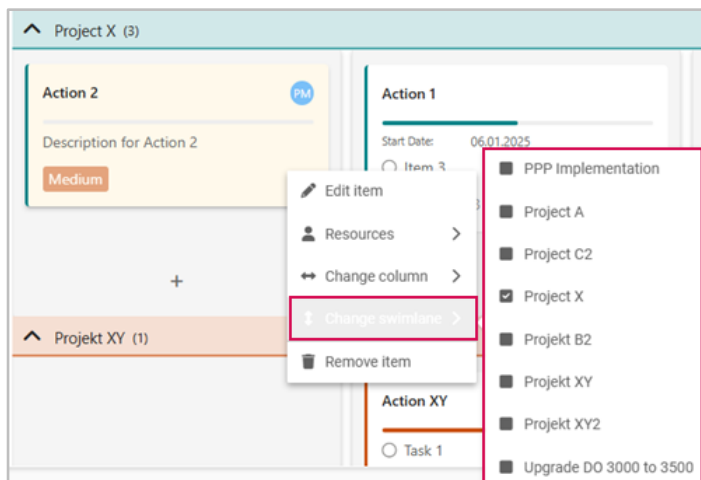 Project X (3)
Action 2
PM
Description for Action 2
Medium
Action 1
Start Date: 06.01.2025
Item 3
Edit item
Resources
Change column
Change swimlane
Remove item
PPP Implementation
Project A
Project C2
Project X
Projekt B2
Projekt XY
Projekt XY2
Upgrade DO 3000 to 3500
+
Projekt XY (1)
Action XY
Task 1